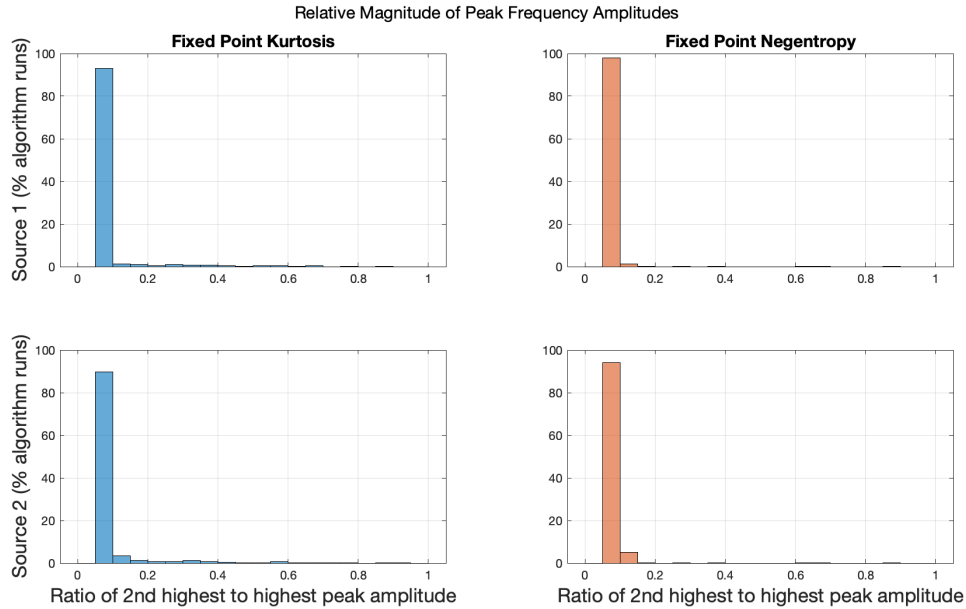 Relative Magnitude of Peak Frequency Amplitudes
Fixed Point Kurtosis
Fixed Point Negentropy
Source 1 (% algorithm runs)
100
80
60
40
20
0
0 0.2 0.4 0.6 0.8 1
100
80
60
40
20
0
0 0.2 0.4 0.6 0.8 1
Source 2 (% algorithm runs)
100
80
60
40
20
0
0 0.2 0.4 0.6 0.8 1
Ratio of 2nd highest to highest peak amplitude
100
80
60
40
20
0
0 0.2 0.4 0.6 0.8 1
Ratio of 2nd highest to highest peak amplitude